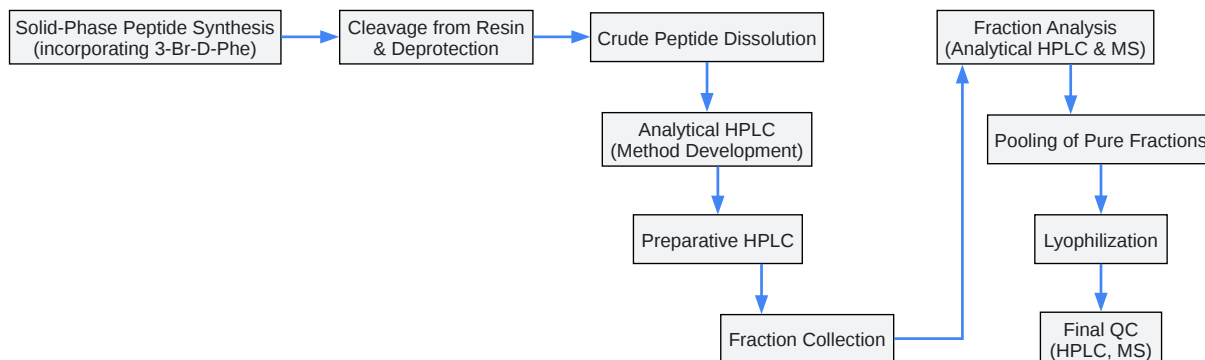 Solid-Phase Peptide Synthesis
(incorporating 3-Br-D-Phe)
Cleavage from Resin
& Deprotection
Crude Peptide Dissolution
Analytical HPLC
(Method Development)
Preparative HPLC
Fraction Collection
Fraction Analysis
(Analytical HPLC & MS)
Pooling of Pure Fractions
Lyophilization
Final QC
(HPLC, MS)